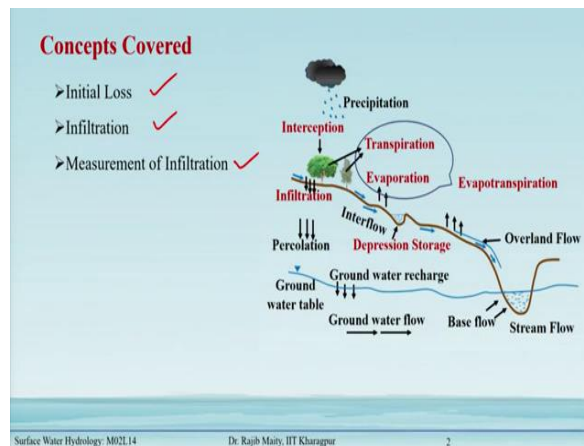 Concepts Covered
➢Initial Loss
➢Infiltration
➢Measurement of Infiltration
Precipitation
Interception
Transpiration
Evaporation
Evapotranspiration
Infiltration
Interflow
Percolation
Depression Storage
Overland Flow
Ground water table
Ground water recharge
Ground water flow
Base flow
Stream Flow
Surface Water Hydrology: M02L14
Dr. Rajib Maity, IIT Kharagpur
2